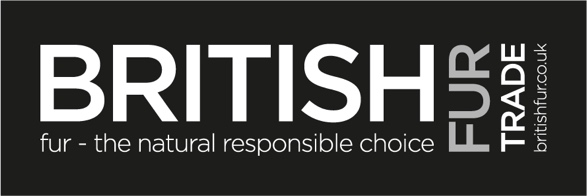 BRITISH
fur - the natural responsible choice
FUR
TRADE
britishfur.co.uk